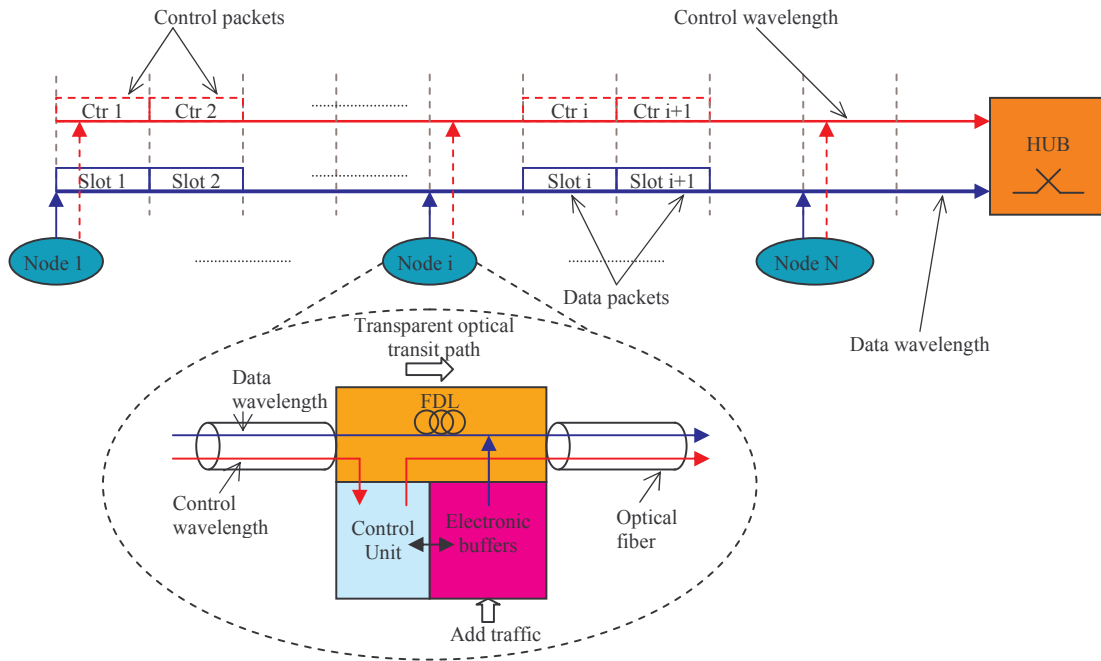 Control packets
Control wavelength
Ctr 1
Ctr 2
Ctr i
Ctr i+1
HUB
Slot 1
Slot 2
Slot i
Slot i+1
Node 1
Node i
Node N
Data packets
Data wavelength
Transparent optical
transit path
Data
wavelength
FDL
Control
wavelength
Control
Unit
Electronic
buffers
Optical
fiber
Add traffic